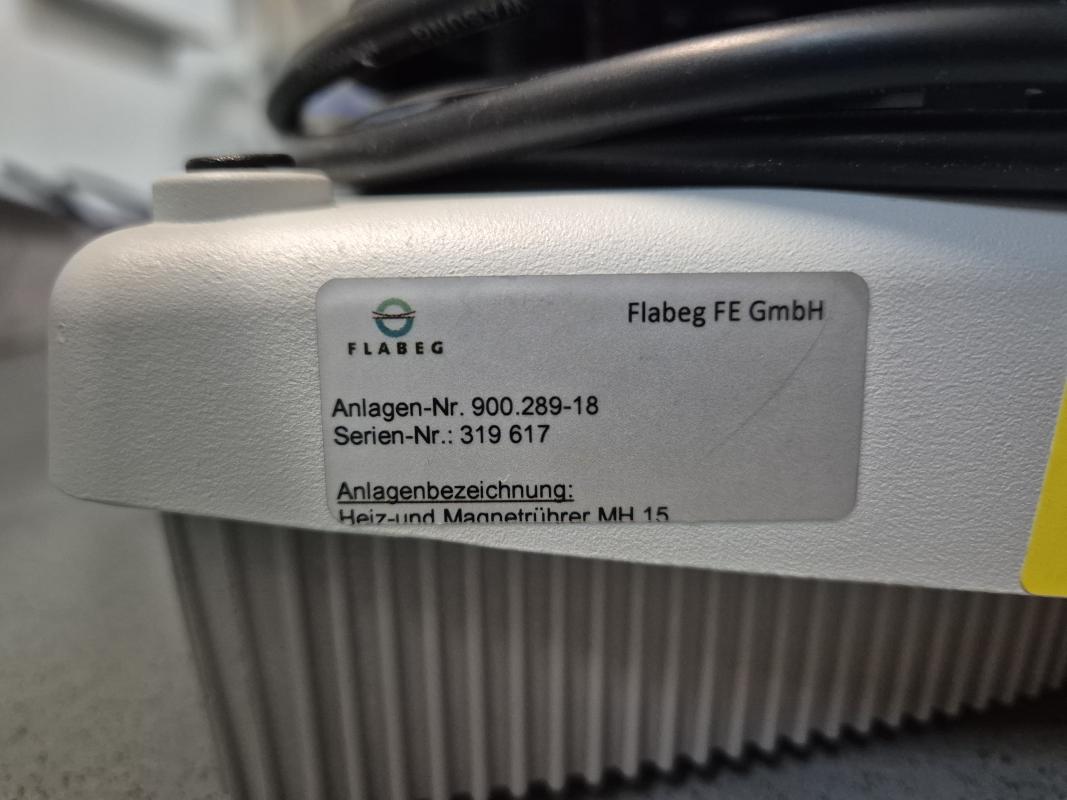 FLABEG
Flabeg FE GmbH
Anlagen-Nr. 900.289-18
Serien-Nr.: 319 617
Anlagenbezeichnung:
Heiz-und Magnetrührer MH 15